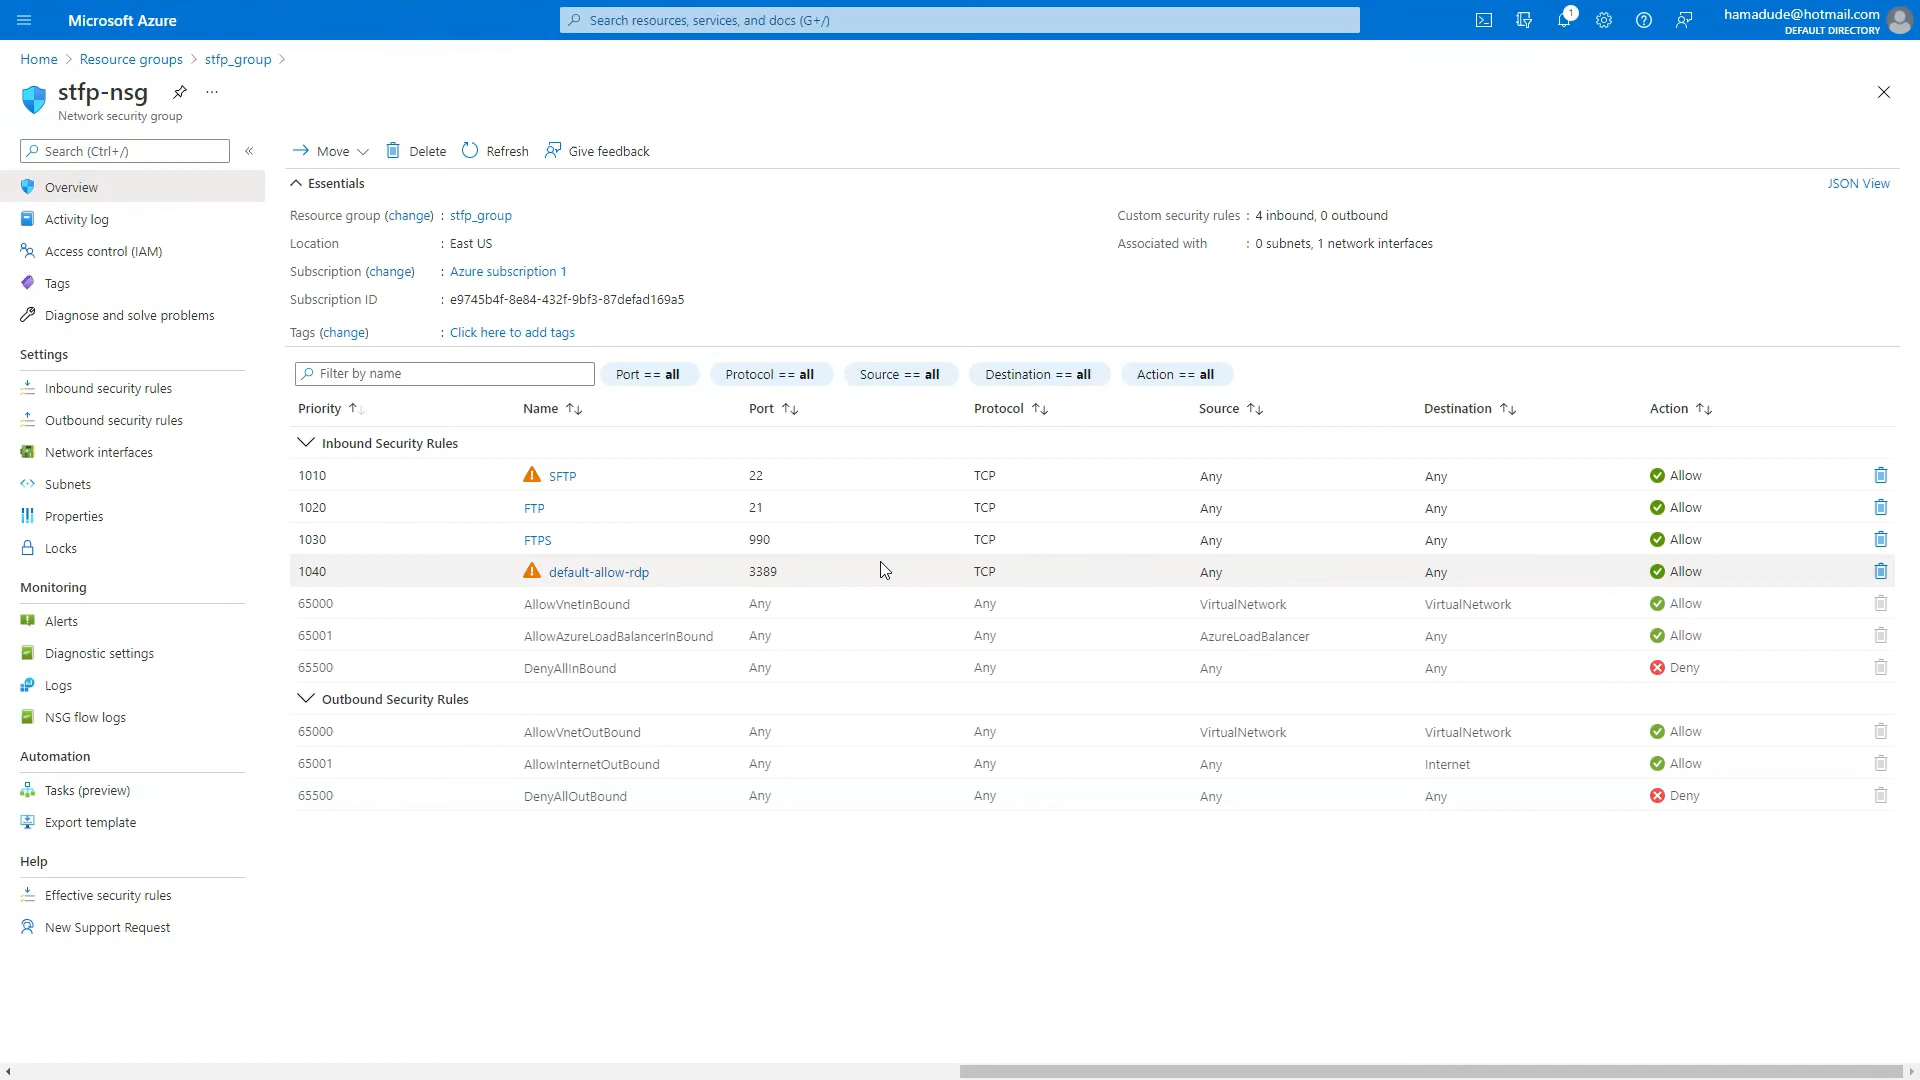 Microsoft Azure
Search resources, services, and docs (G+/)
1
hamadude@hotmail.com
DEFAULT DIRECTORY
Home > Resource groups > stfp_group >
stfp-nsg
Network security group
Search (Ctrl+/)
Overview
Activity log
Access control (IAM)
Tags
Diagnose and solve problems
Settings
Inbound security rules
Outbound security rules
Network interfaces
Subnets
Properties
Locks
Monitoring
Alerts
Diagnostic settings
Logs
NSG flow logs
Automation
Tasks (preview)
Export template
Help
Effective security rules
New Support Request
Move Delete Refresh Give feedback
Essentials JSON View
Resource group (change) : stfp_group
Location : East US
Subscription (change) : Azure subscription 1
Subscription ID : e9745b4f-8e84-432f-9bf3-87defad169a5
Tags (change) : Click here to add tags
Custom security rules : 4 inbound, 0 outbound
Associated with : 0 subnets, 1 network interfaces
Filter by name Port == all Protocol == all Source == all Destination == all Action == all
Priority Name Port Protocol Source Destination Action
Inbound Security Rules
1010 SFTP 22 TCP Any Any Allow
1020 FTP 21 TCP Any Any Allow
1030 FTPS 990 TCP Any Any Allow
1040 default-allow-rdp 3389 TCP Any Any Allow
65000 AllowVnetInBound Any Any VirtualNetwork VirtualNetwork Allow
65001 AllowAzureLoadBalancerInBound Any Any AzureLoadBalancer Any Allow
65500 DenyAllInBound Any Any Any Any Deny
Outbound Security Rules
65000 AllowVnetOutBound Any Any VirtualNetwork VirtualNetwork Allow
65001 AllowInternetOutBound Any Any Any Internet Allow
65500 DenyAllOutBound Any Any Any Any Deny